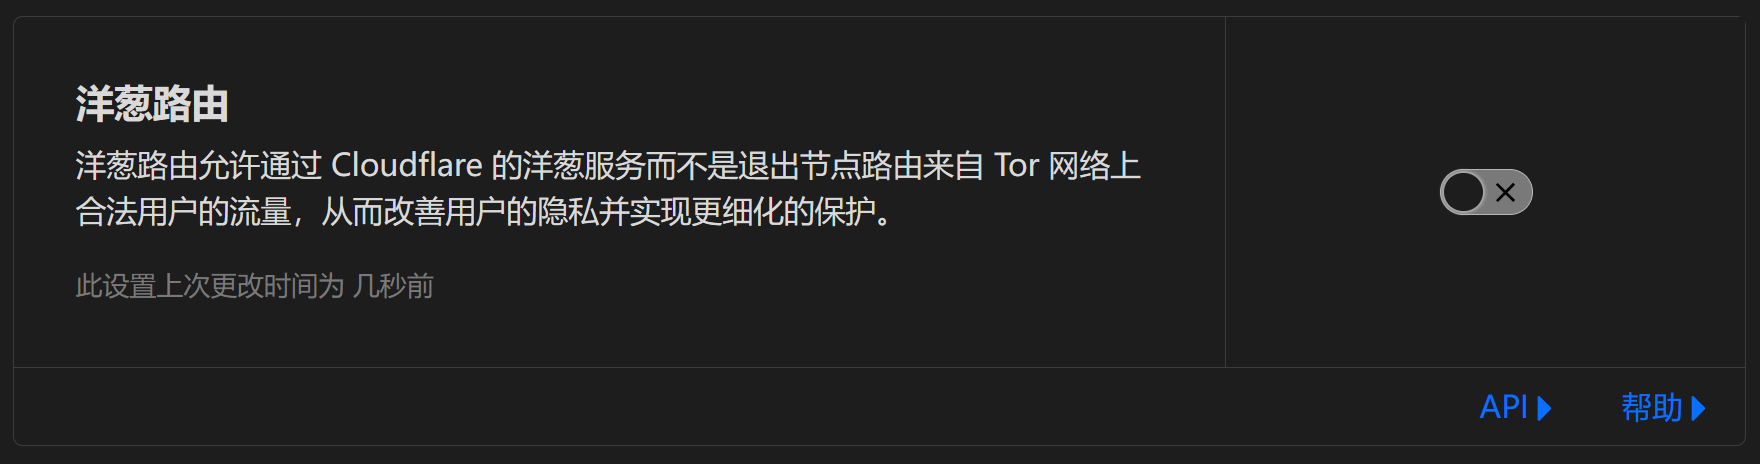 洋葱路由
洋葱路由允许通过 Cloudflare 的洋葱服务而不是退出节点路由来自 Tor 网络上
合法用户的流量，从而改善用户的隐私并实现更细化的保护。
此设置上次更改时间为 几秒前
API
帮助